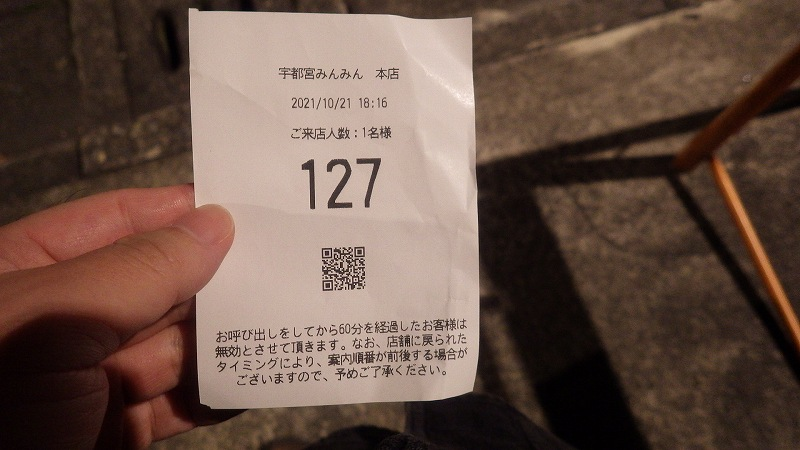 宇都宮みんみん　本店
2021/10/21 18:16
ご来店人数：1名様
127
お呼び出しをしてから60分を経過したお客様は
無効とさせて頂きます。なお、店舗に戻られた
タイミングにより、案内順番が前後する場合が
ございますので、予めご了承ください。